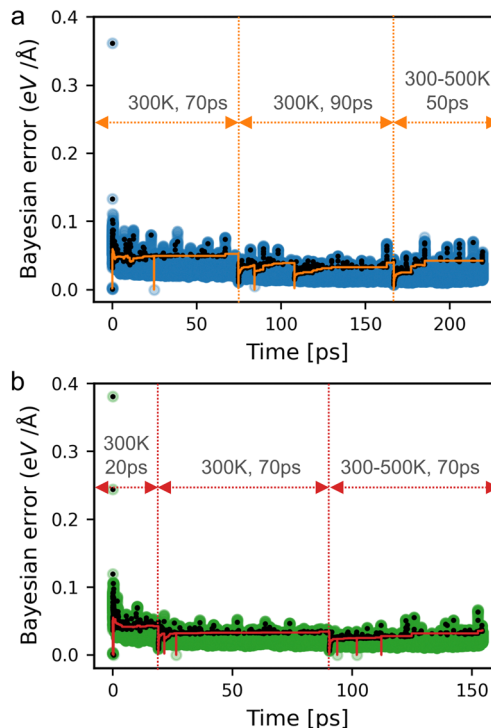 a
0.4
0.3
0.2
0.1
0.0
Bayesian error (eV /Å)
300K, 70ps
300K, 90ps
300-500K
50ps
0
50
100
150
200
Time [ps]
b
0.4
0.3
0.2
0.1
0.0
Bayesian error (eV /Å)
300K
20ps
300K, 70ps
300-500K, 70ps
0
50
100
150
Time [ps]